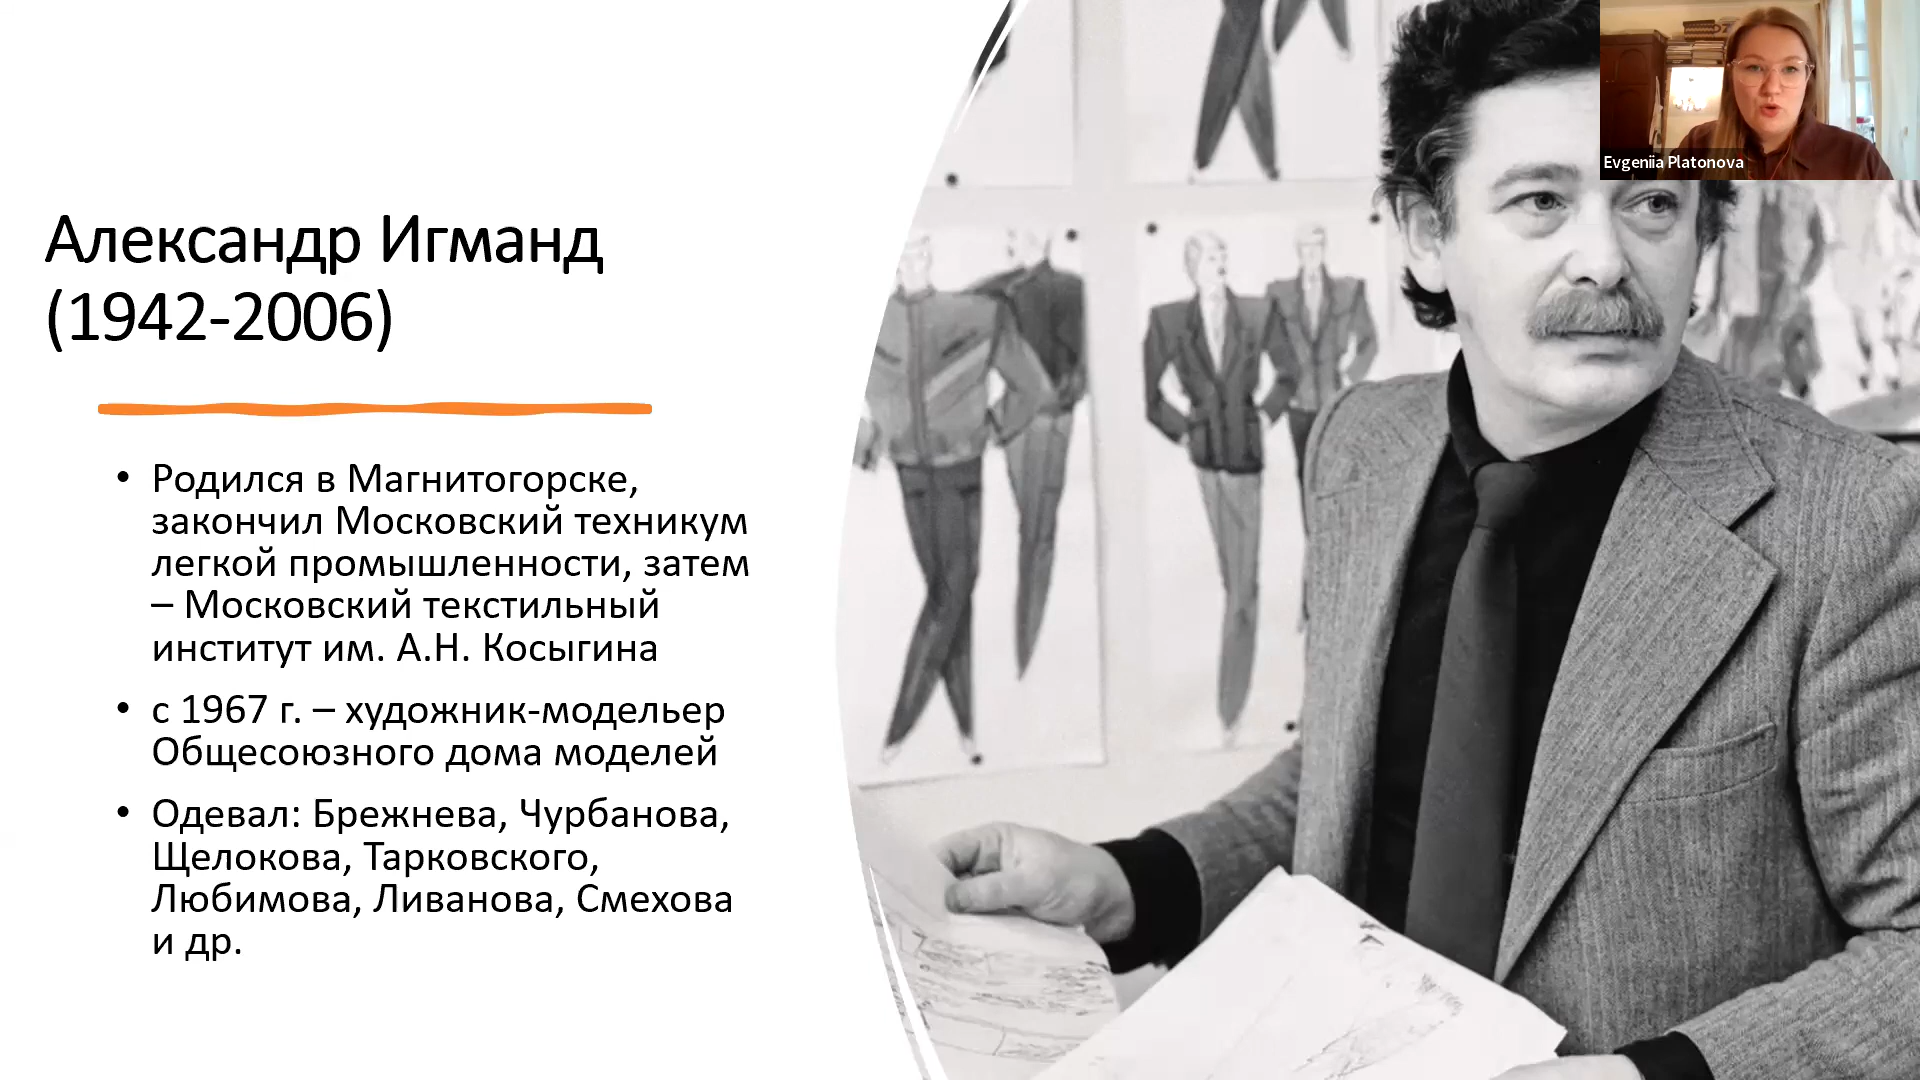 Александр Игманд
(1942-2006)
• Родился в Магнитогорске,
закончил Московский техникум
легкой промышленности, затем
– Московский текстильный
институт им. А.Н. Косыгина
• с 1967 г. – художник-модельер
Общесоюзного дома моделей
• Одевал: Брежнева, Чурбанова,
Щелокова, Тарковского,
Любимова, Ливанова, Смехова
и др.
Evgeniia Platonova